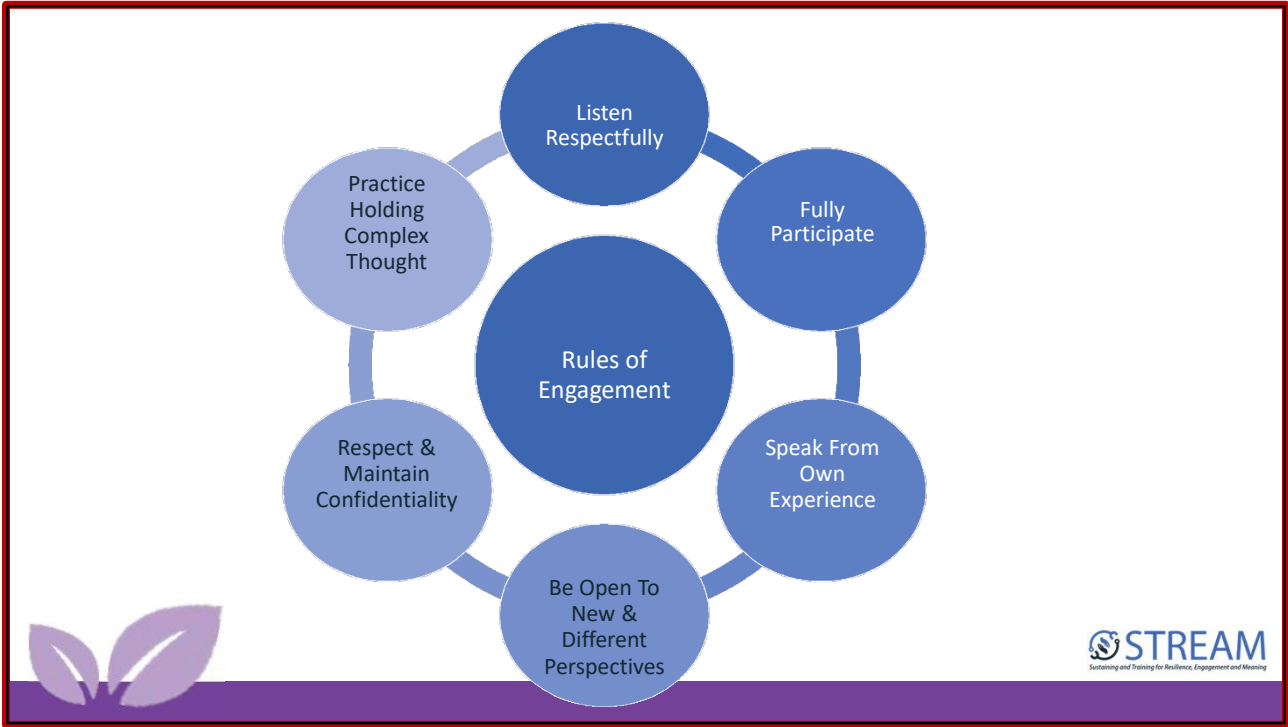 Listen
Respectfully
Fully
Participate
Speak From
Own
Experience
Be Open To
New &
Different
Perspectives
Respect &
Maintain
Confidentiality
Practice
Holding
Complex
Thought
Rules of
Engagement
STREAM
Sustaining and Training for Resilience, Engagement and Meaning